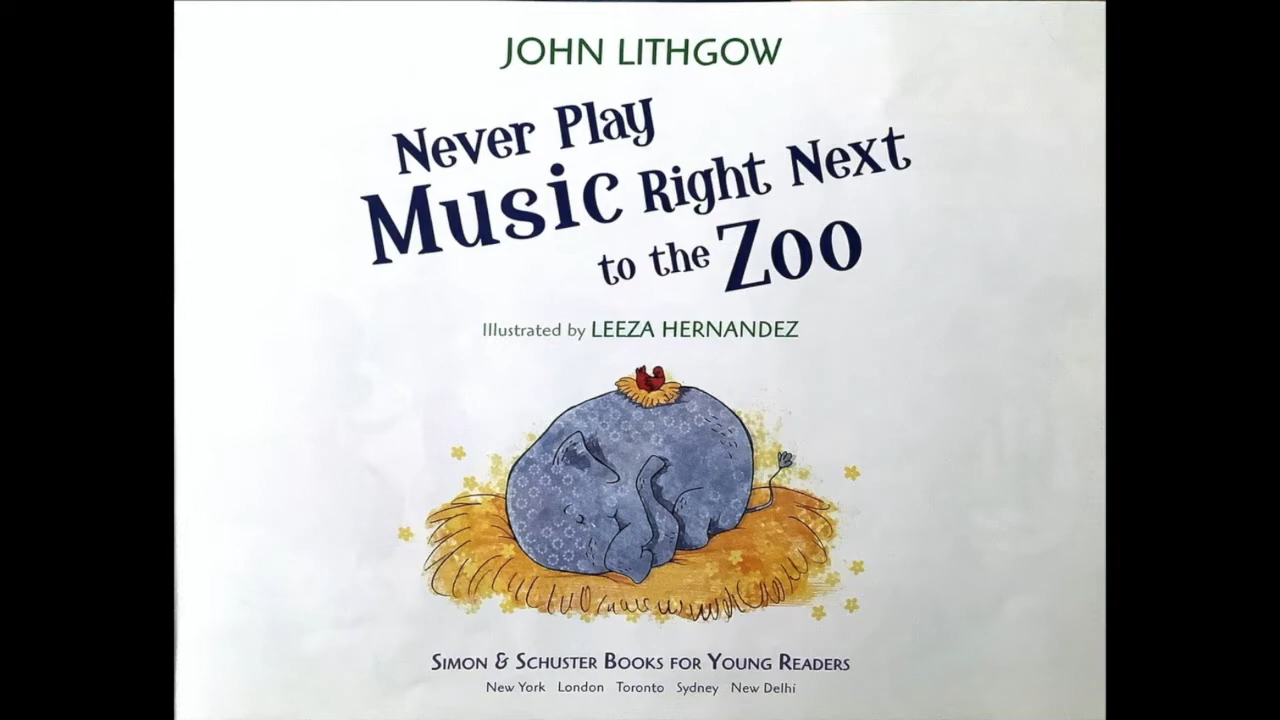 JOHN LITHGOW
Never Play
Music Right Next
to the Zoo
Illustrated by LEEZA HERNANDEZ
SIMON & SCHUSTER BOOKS FOR YOUNG READERS
New York London Toronto Sydney New Delhi